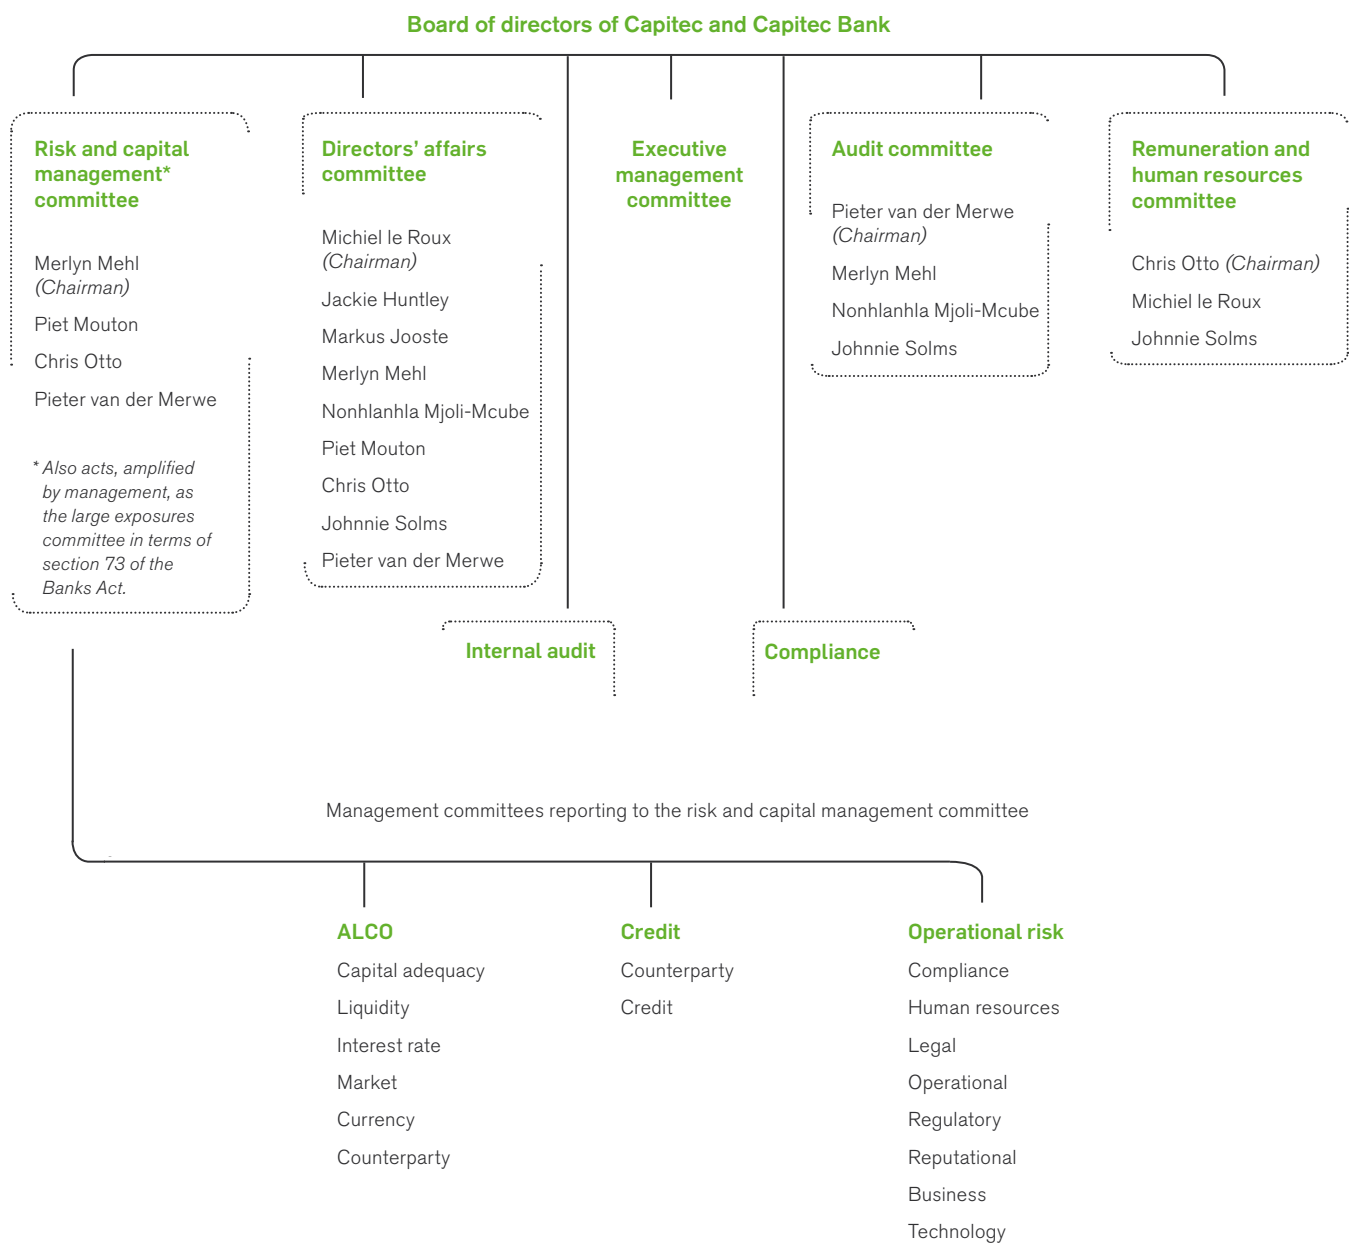 Board of directors of Capitec and Capitec Bank
Risk and capital
management*
committee
Merlyn Mehl
(Chairman)
Piet Mouton
Chris Otto
Pieter van der Merwe
* Also acts, amplified
by management, as
the large exposures
committee in terms of
section 73 of the
Banks Act.
Directors’ affairs
committee
Michiel le Roux
(Chairman)
Jackie Huntley
Markus Jooste
Merlyn Mehl
Nonhlanhla Mjoli-Mcube
Piet Mouton
Chris Otto
Johnnie Solms
Pieter van der Merwe
Executive
management
committee
Audit committee
Pieter van der Merwe
(Chairman)
Merlyn Mehl
Nonhlanhla Mjoli-Mcube
Johnnie Solms
Remuneration and
human resources
committee
Chris Otto (Chairman)
Michiel le Roux
Johnnie Solms
Internal audit
Compliance
Management committees reporting to the risk and capital management committee
ALCO
Capital adequacy
Liquidity
Interest rate
Market
Currency
Counterparty
Credit
Counterparty
Credit
Operational risk
Compliance
Human resources
Legal
Operational
Regulatory
Reputational
Business
Technology